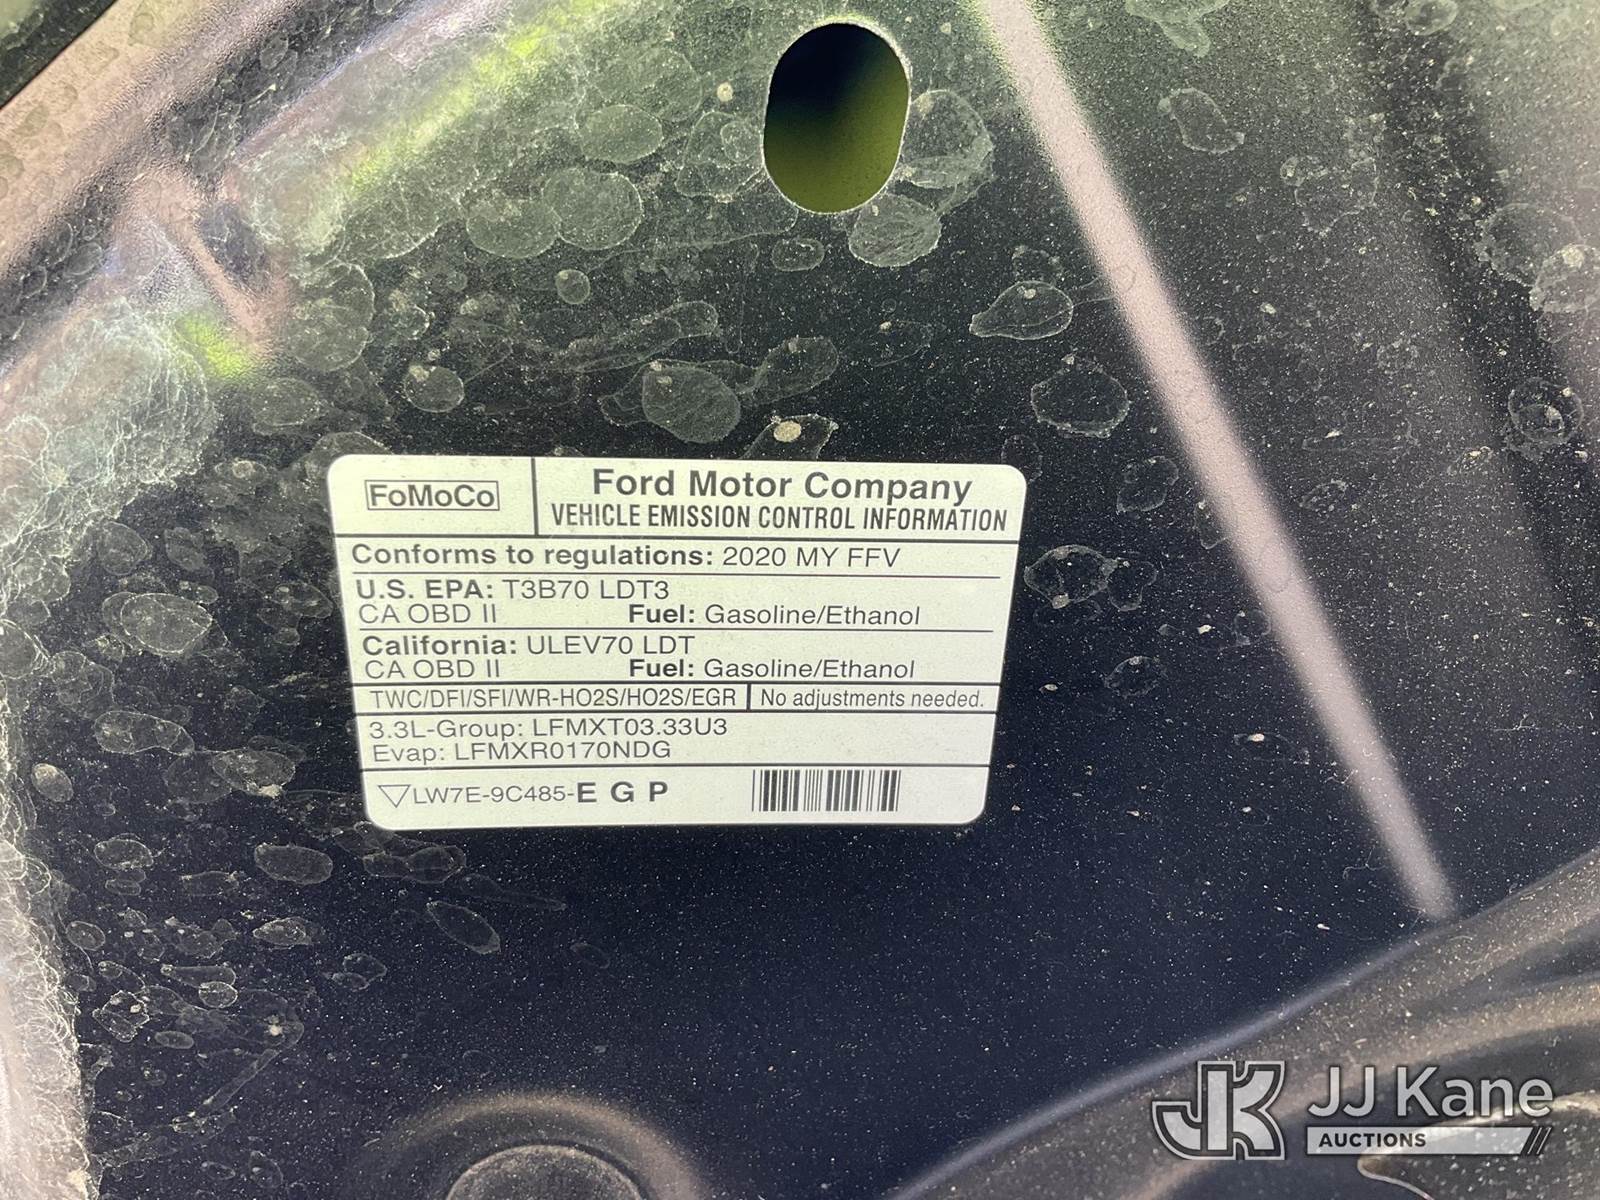 FoMoCo
Ford Motor Company
VEHICLE EMISSION CONTROL INFORMATION
Conforms to regulations: 2020 MY FFV
U.S. EPA: T3B70 LDT3
CA OBD II Fuel: Gasoline/Ethanol
California: ULEV70 LDT
CA OBD II Fuel: Gasoline/Ethanol
TWC/DFI/SFI/WR-HO2S/HO2S/EGR No adjustments needed.
3.3L-Group: LFMXT03.33U3
Evap: LFMXR0170NDG
LW7E-9C485-E G P
JK JJ Kane
AUCTIONS